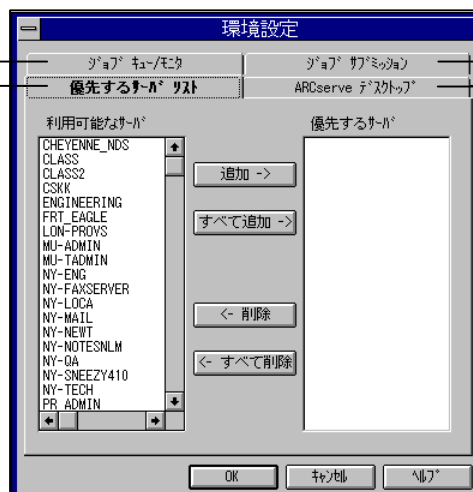 環境設定
ｼﾞｮﾌﾞ ｷｭｰ/ﾓﾆﾀ
ｼﾞｮﾌﾞ ｻﾌﾞﾐｯｼｮﾝ
優先するｻｰﾊﾞ ﾘｽﾄ
ARCserve ﾃﾞｽｸﾄｯﾌﾟ
利用可能なｻｰﾊﾞ
優先するｻｰﾊﾞ
CHEYENNE_NDS
CLASS
CLASS2
CSKK
ENGINEERING
FRT_EAGLE
LON-PROVS
MU-ADMIN
MU-TADMIN
NY-ENG
NY-FAXSERVER
NY-LOCA
NY-MAIL
NY-NEWT
NY-NOTESNLM
NY-QA
NY-SNEEZY410
NY-TECH
PR_ADMIN
追加 ->
すべて追加 ->
<- 削除
<- すべて削除
OK
ｷｬﾝｾﾙ
ﾍﾙﾌﾟ